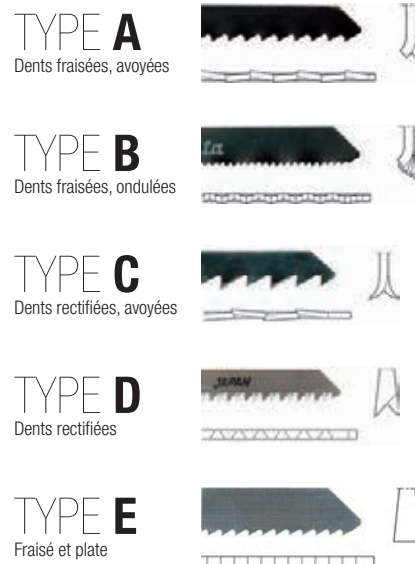 TYPE A
Dents fraisées, avoyées
TYPE B
Dents fraisées, ondulées
TYPE C
Dents rectifiées, avoyées
TYPE D
JAPAN
Dents rectifiées
TYPE E
Fraisé et plate